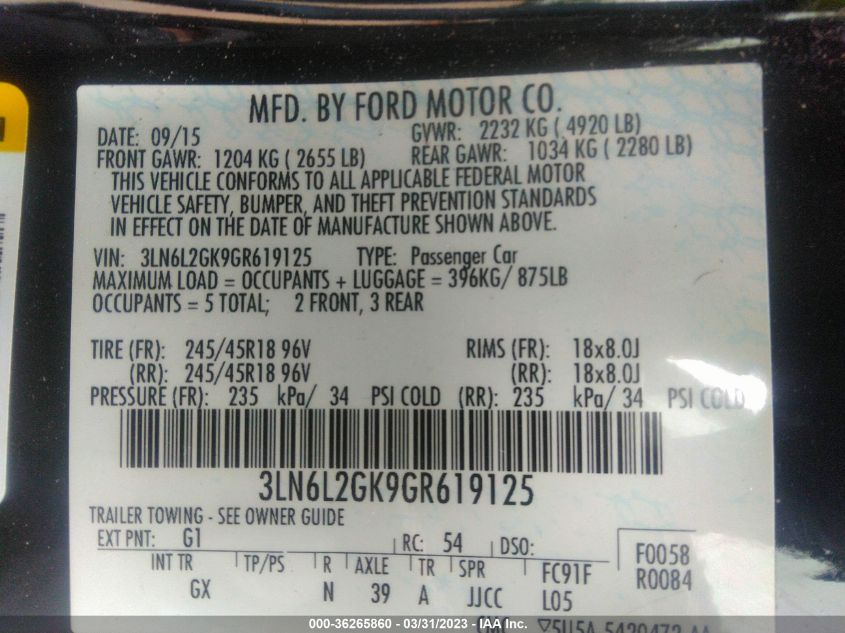 MFD. BY FORD MOTOR CO.
DATE: 09/15 GVWR: 2232 KG ( 4920 LB)
FRONT GAWR: 1204 KG ( 2655 LB) REAR GAWR: 1034 KG ( 2280 LB)
THIS VEHICLE CONFORMS TO ALL APPLICABLE FEDERAL MOTOR
VEHICLE SAFETY, BUMPER, AND THEFT PREVENTION STANDARDS
IN EFFECT ON THE DATE OF MANUFACTURE SHOWN ABOVE.
VIN: 3LN6L2GK9GR619125 TYPE: Passenger Car
MAXIMUM LOAD = OCCUPANTS + LUGGAGE = 396KG/ 875LB
OCCUPANTS = 5 TOTAL; 2 FRONT, 3 REAR
TIRE (FR): 245/45R18 96V RIMS (FR): 18x8.0J
(RR): 245/45R18 96V (RR): 18x8.0J
PRESSURE (FR): 235 kPa/ 34 PSI COLD (RR): 235 kPa/ 34 PSI COLD
3LN6L2GK9GR619125
TRAILER TOWING - SEE OWNER GUIDE
EXT PNT: G1 RC: 54 DSO: F0058
INT TR TP/PS R AXLE TR SPR FC91F R0084
GX N 39 A JJCC L05
000-36265860 - 03/31/2023 - IAA Inc.